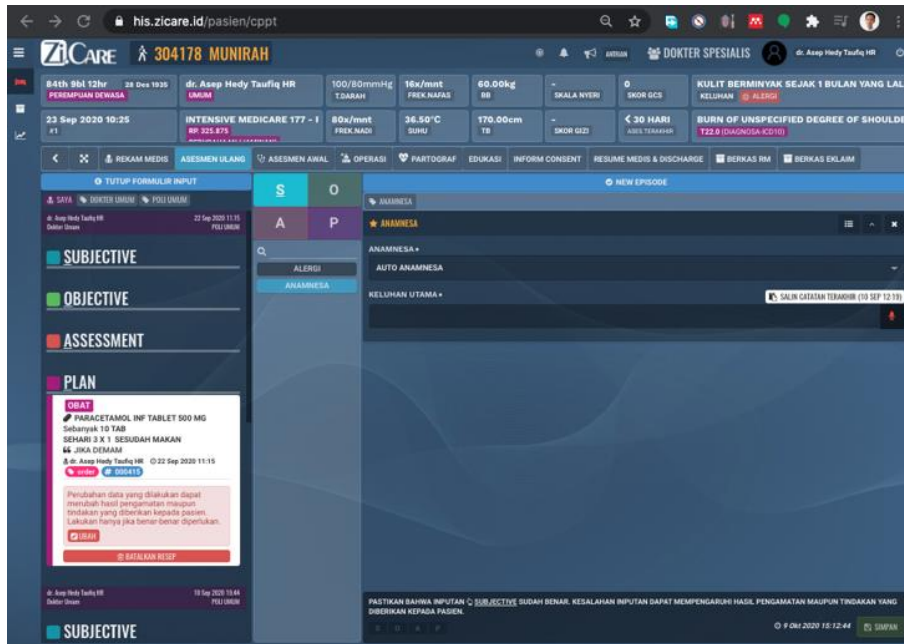 his.zicare.id/pasien/cppt
ZiCARE
304178 MUNIRAH
ANTRIAN
DOKTER SPESIALIS
dr. Asep Hedy Taufiq HR
84th 9bl 12hr
28 Des 1935
PEREMPUAN DEWASA
dr. Asep Hedy Taufiq HR
UMUM
100/80mmHg
T.DARAH
16x/mnt
FREK.NAFAS
60.00kg
BB
-
SKALA NYERI
0
SKOR GCS
KULIT BERMINYAK SEJAK 1 BULAN YANG LAL
KELUHAN
ALERGI
23 Sep 2020 10:25
#1
INTENSIVE MEDICARE 177 - I
RP. 325.875
80x/mnt
FREK.NADI
36.50°C
SUHU
170.00cm
TB
-
SKOR GIZI
< 30 HARI
ASES.TERAKHIR
BURN OF UNSPECIFIED DEGREE OF SHOULDE
T22.0 (DIAGNOSA-ICD10)
REKAM MEDIS
ASESMEN ULANG
ASESMEN AWAL
OPERASI
PARTOGRAF
EDUKASI
INFORM CONSENT
RESUME MEDIS & DISCHARGE
BERKAS RM
BERKAS EKLAIM
TUTUP FORMULIR INPUT
SAYA
DOKTER UMUM
POLI UMUM
dr. Asep Hedy Taufiq HR
22 Sep 2020 11:15
Dokter Umum
POLI UMUM
SUBJECTIVE
OBJECTIVE
ASSESSMENT
PLAN
OBAT
PARACETAMOL INF TABLET 500 MG
Sebanyak 10 TAB
SEHARI 3 X 1 SESUDAH MAKAN
JIKA DEMAM
dr. Asep Hedy Taufiq HR
22 Sep 2020 11:15
order
# 000415
Perubahan data yang dilakukan dapat
merubah hasil pengamatan maupun
tindakan yang diberikan kepada pasien.
Lakukan hanya jika benar-benar diperlukan.
UBAH
BATALKAN RESEP
dr. Asep Hedy Taufiq HR
10 Sep 2020 15:44
Dokter Umum
POLI UMUM
SUBJECTIVE
S
O
A
P
ALERGI
ANAMNESA
NEW EPISODE
ANAMNESA
ANAMNESA
ANAMNESA
AUTO ANAMNESA
KELUHAN UTAMA
SALIN CATATAN TERAKHIR (10 SEP 12:19)
PASTIKAN BAHWA INPUTAN SUBJECTIVE SUDAH BENAR. KESALAHAN INPUTAN DAPAT MEMPENGARUHI HASIL PENGAMATAN MAUPUN TINDAKAN YANG
DIBERIKAN KEPADA PASIEN.
S O A P
9 Okt 2020 15:12:44
SIMPAN